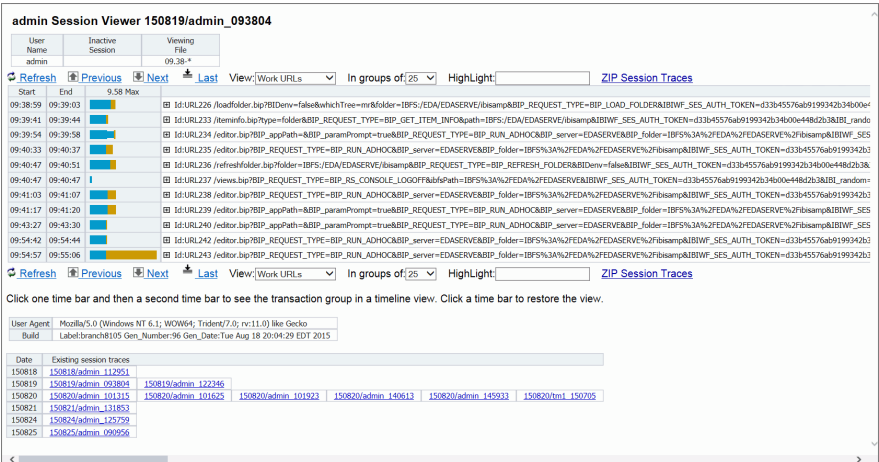 admin Session Viewer 150819/admin_093804
User Name Inactive Session Viewing File
admin 09.38-*
Refresh Previous Next Last View: Work URLs In groups of: 25 HighLight: ZIP Session Traces
Start End 9.58 Max
09:38:59 09:39:03 Id:URL226 /loadfolder.bip?BIDenv=false&whichTree=mr&folder=IBFS:/EDA/EDASERVE/ibisamp&BIP_REQUEST_TYPE=BIP_LOAD_FOLDER&IBIWF_SES_AUTH_TOKEN=d33b45576ab9199342b34b00e4
09:39:41 09:39:44 Id:URL233 /iteminfo.bip?type=folder&BIP_REQUEST_TYPE=BIP_GET_ITEM_INFO&path=IBFS:/EDA/EDASERVE/ibisamp&IBIWF_SES_AUTH_TOKEN=d33b45576ab9199342b34b00e448d2b3&IBI_rando
09:39:54 09:39:58 Id:URL234 /editor.bip?BIP_appPath=&BIP_paramPrompt=true&BIP_REQUEST_TYPE=BIP_RUN_ADHOC&BIP_server=EDASERVE&BIP_folder=IBFS%3A%2FEDA%2FEDASERVE%2Fibisamp&IBIWF_SES
09:40:33 09:40:37 Id:URL235 /editor.bip?BIP_REQUEST_TYPE=BIP_RUN_ADHOC&BIP_server=EDASERVE&BIP_folder=IBFS%3A%2FEDA%2FEDASERVE%2Fibisamp&IBIWF_SES_AUTH_TOKEN=d33b45576ab9199342b3
09:40:47 09:40:51 Id:URL236 /refreshfolder.bip?folder=IBFS:/EDA/EDASERVE/ibisamp&BIP_REQUEST_TYPE=BIP_REFRESH_FOLDER&BIDenv=false&IBIWF_SES_AUTH_TOKEN=d33b45576ab9199342b34b00e448d2b3&
09:40:47 09:40:47 Id:URL237 /views.bip?BIP_REQUEST_TYPE=BIP_RS_CONSOLE_LOGOFF&ibfsPath=IBFS%3A%2FEDA%2FEDASERVE&IBIWF_SES_AUTH_TOKEN=d33b45576ab9199342b34b00e448d2b3&IBI_random=
09:41:03 09:41:07 Id:URL238 /editor.bip?BIP_REQUEST_TYPE=BIP_RUN_ADHOC&BIP_server=EDASERVE&BIP_folder=IBFS%3A%2FEDA%2FEDASERVE%2Fibisamp&IBIWF_SES_AUTH_TOKEN=d33b45576ab9199342b3
09:41:17 09:41:20 Id:URL239 /editor.bip?BIP_appPath=&BIP_paramPrompt=true&BIP_REQUEST_TYPE=BIP_RUN_ADHOC&BIP_server=EDASERVE&BIP_folder=IBFS%3A%2FEDA%2FEDASERVE%2Fibisamp&IBIWF_SES
09:43:27 09:43:30 Id:URL240 /editor.bip?BIP_appPath=&BIP_paramPrompt=true&BIP_REQUEST_TYPE=BIP_RUN_ADHOC&BIP_server=EDASERVE&BIP_folder=IBFS%3A%2FEDA%2FEDASERVE%2Fibisamp&IBIWF_SES
09:54:42 09:54:44 Id:URL242 /editor.bip?BIP_REQUEST_TYPE=BIP_RUN_ADHOC&BIP_server=EDASERVE&BIP_folder=IBFS%3A%2FEDA%2FEDASERVE%2Fibisamp&IBIWF_SES_AUTH_TOKEN=d33b45576ab9199342b3
09:54:57 09:55:06 Id:URL243 /editor.bip?BIP_REQUEST_TYPE=BIP_RUN_ADHOC&BIP_server=EDASERVE&BIP_folder=IBFS%3A%2FEDA%2FEDASERVE%2Fibisamp&IBIWF_SES_AUTH_TOKEN=d33b45576ab9199342b3
Refresh Previous Next Last View: Work URLs In groups of: 25 HighLight: ZIP Session Traces
Click one time bar and then a second time bar to see the transaction group in a timeline view. Click a time bar to restore the view.
User Agent Mozilla/5.0 (Windows NT 6.1; WOW64; Trident/7.0; rv:11.0) like Gecko
Build Label:branch8105 Gen_Number:96 Gen_Date:Tue Aug 18 20:04:29 EDT 2015
Date Existing session traces
150818 150818/admin_112951
150819 150819/admin_093804 150819/admin_122346
150820 150820/admin_101315 150820/admin_101625 150820/admin_101923 150820/admin_140613 150820/admin_145933 150820/tm1_150705
150821 150821/admin_131853
150824 150824/admin_125759
150825 150825/admin_090956